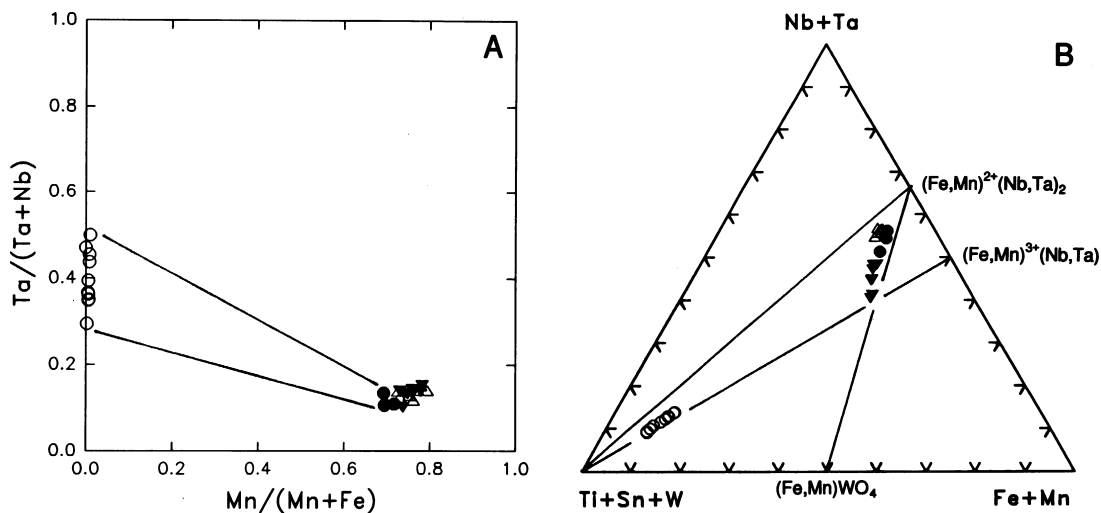 A
1.0
0.8
0.6
0.4
0.2
0.0
Ta/(Ta+Nb)
0.0 0.2 0.4 0.6 0.8 1.0
Mn/(Mn+Fe)
B
Nb+Ta
(Fe,Mn)²⁺(Nb,Ta)₂
(Fe,Mn)³⁺(Nb,Ta)
Ti+Sn+W
(Fe,Mn)WO₄
Fe+Mn